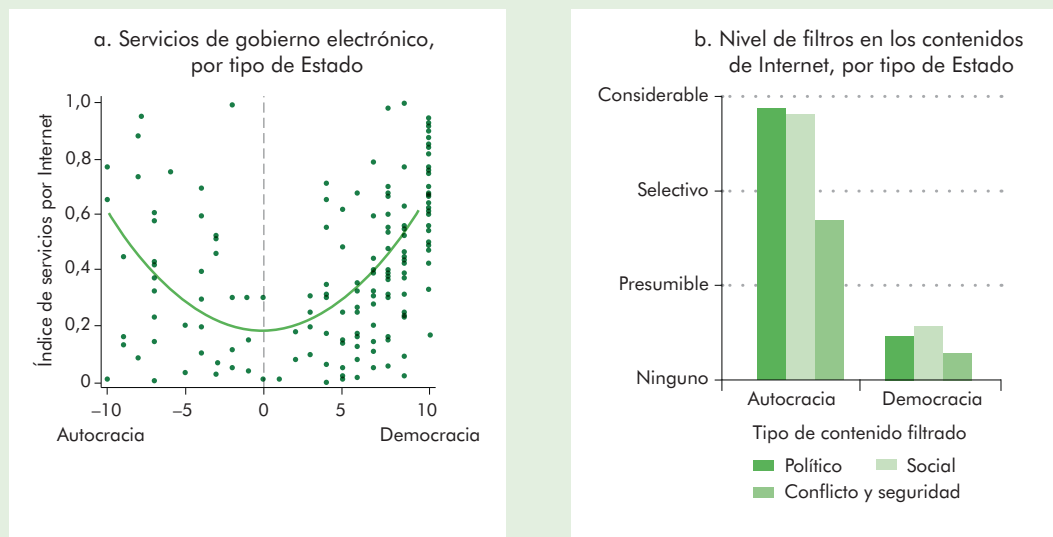 a. Servicios de gobierno electrónico,
por tipo de Estado
Índice de servicios por Internet
1,0
0,8
0,6
0,4
0,2
0
–10
–5
0
5
10
Autocracia
Democracia
b. Nivel de filtros en los contenidos
de Internet, por tipo de Estado
Considerable
Selectivo
Presumible
Ninguno
Autocracia
Democracia
Tipo de contenido filtrado
Político
Social
Conflicto y seguridad